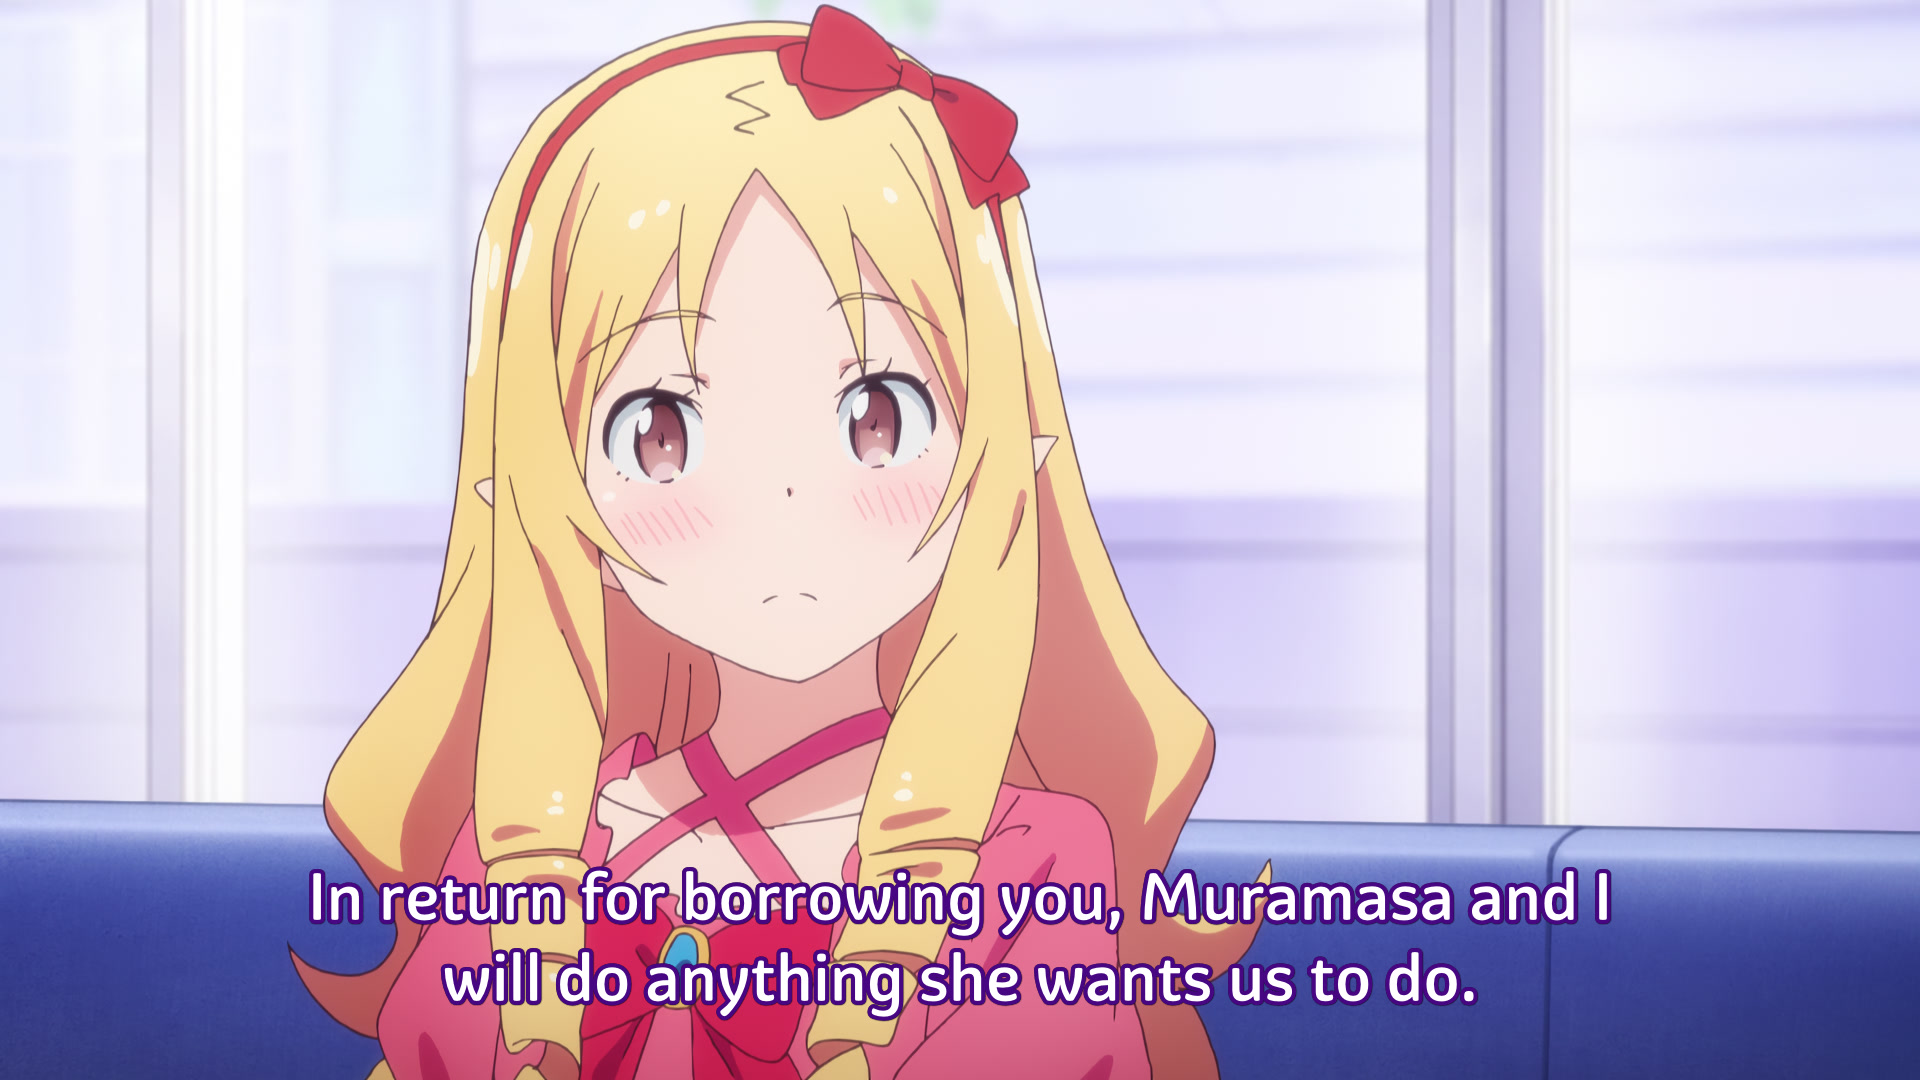 In return for borrowing you, Muramasa and I
will do anything she wants us to do.